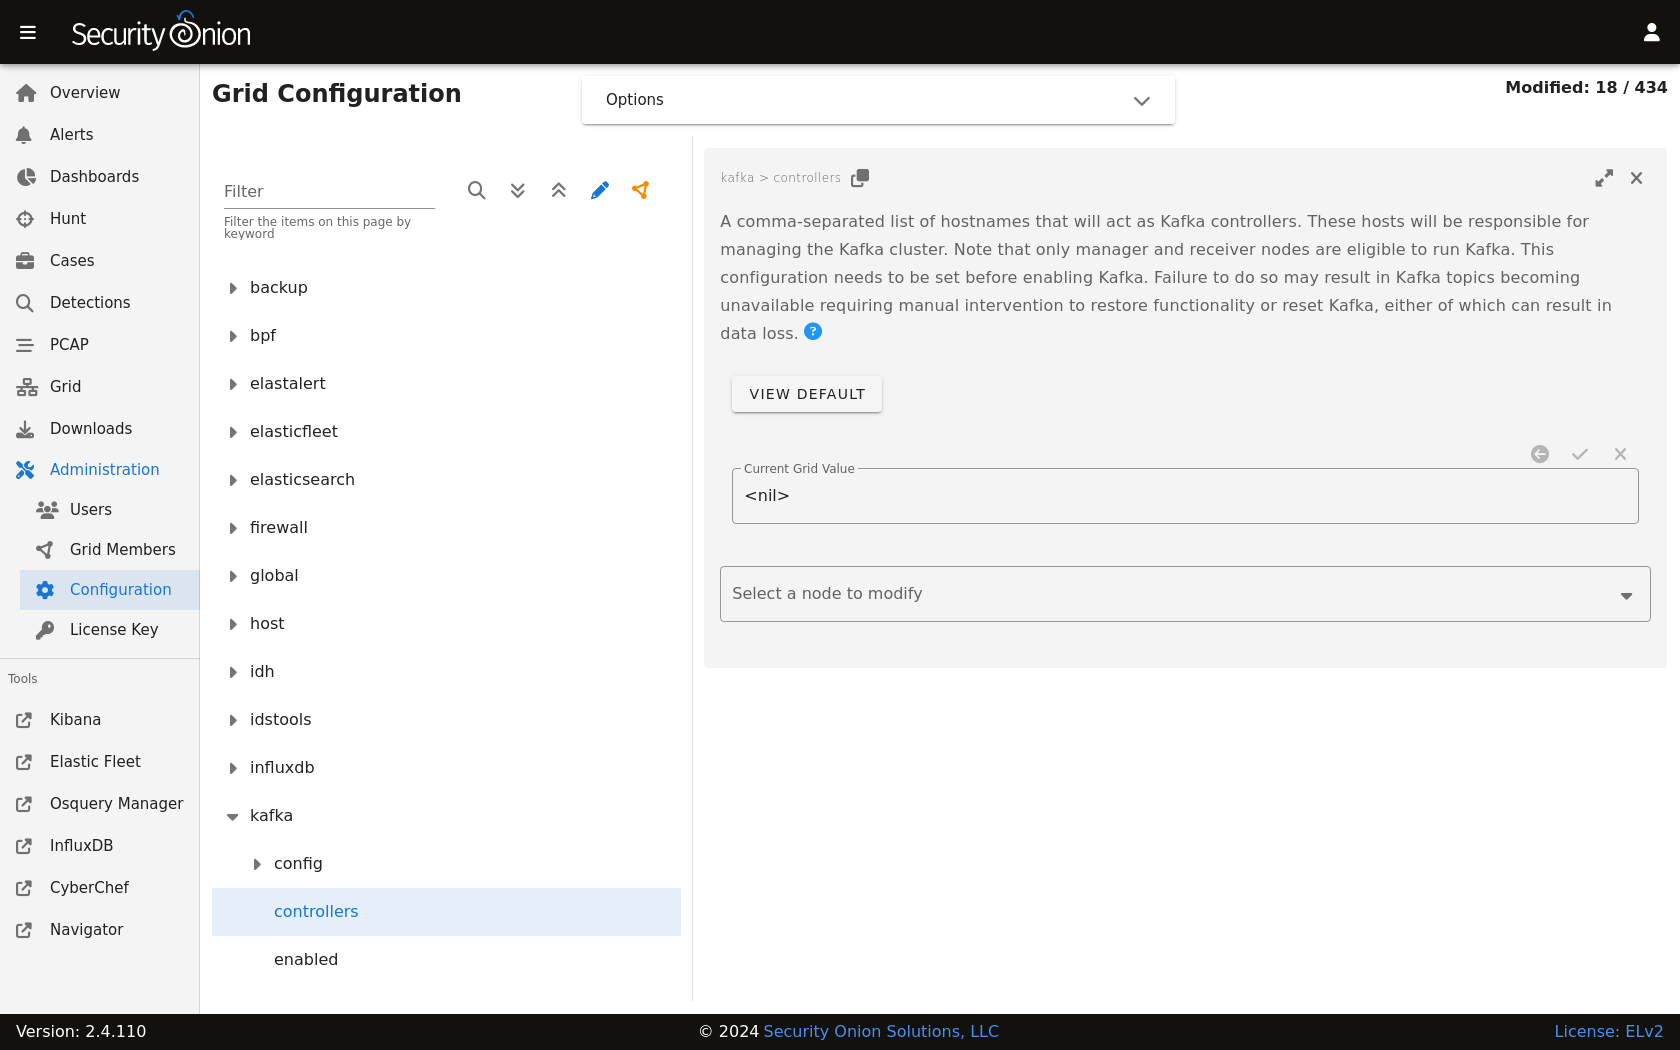 Security Onion
Overview
Alerts
Dashboards
Hunt
Cases
Detections
PCAP
Grid
Downloads
Administration
Users
Grid Members
Configuration
License Key
Tools
Kibana
Elastic Fleet
Osquery Manager
InfluxDB
CyberChef
Navigator
Grid Configuration
Options
Modified: 18 / 434
Filter
Filter the items on this page by
keyword
backup
bpf
elastalert
elasticfleet
elasticsearch
firewall
global
host
idh
idstools
influxdb
kafka
config
controllers
enabled
kafka > controllers
A comma-separated list of hostnames that will act as Kafka controllers. These hosts will be responsible for
managing the Kafka cluster. Note that only manager and receiver nodes are eligible to run Kafka. This
configuration needs to be set before enabling Kafka. Failure to do so may result in Kafka topics becoming
unavailable requiring manual intervention to restore functionality or reset Kafka, either of which can result in
data loss. ?
VIEW DEFAULT
Current Grid Value
<nil>
Select a node to modify
Version: 2.4.110
© 2024 Security Onion Solutions, LLC
License: ELv2